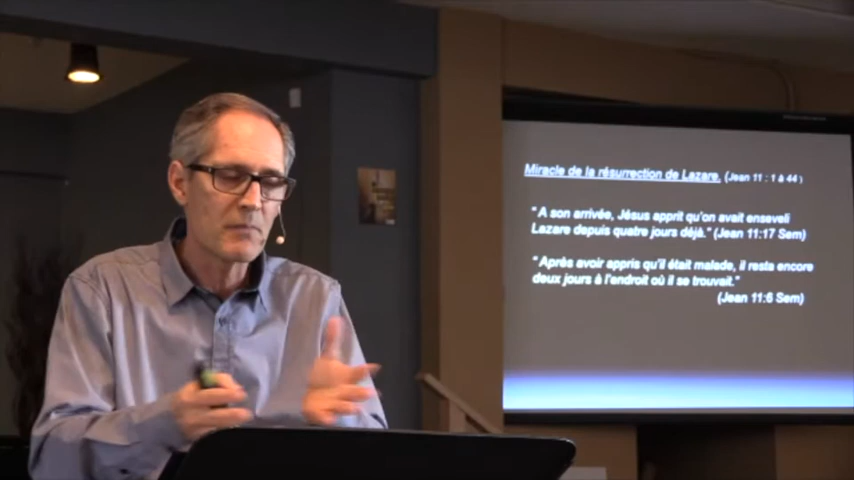 Miracle de la résurrection de Lazare. (Jean 11 : 1 à 44 )
" A son arrivée, Jésus apprit qu'on avait enseveli
Lazare depuis quatre jours déjà." (Jean 11:17 Sem)
"Après avoir appris qu'il était malade, il resta encore
deux jours à l'endroit où il se trouvait."
(Jean 11:6 Sem)